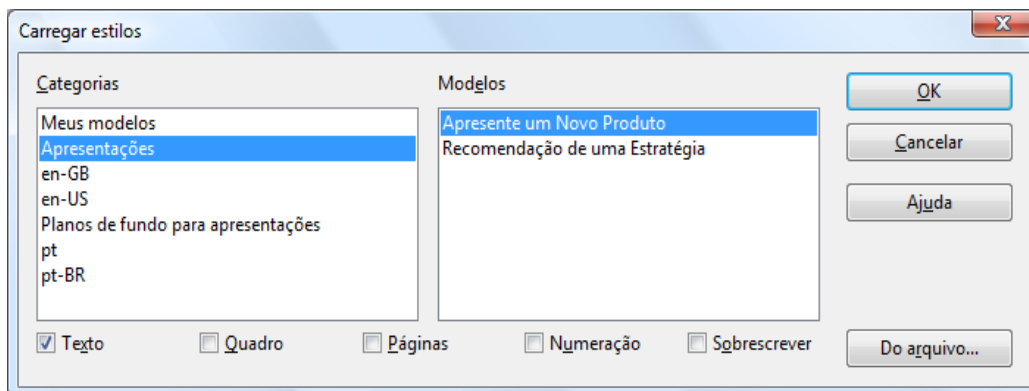 Carregar estilos
Categorias
Meus modelos
Apresentações
en-GB
en-US
Planos de fundo para apresentações
pt
pt-BR
Modelos
Apresente um Novo Produto
Recomendação de uma Estratégia
OK
Cancelar
Ajuda
Texto
Quadro
Páginas
Numeração
Sobrescrever
Do arquivo...